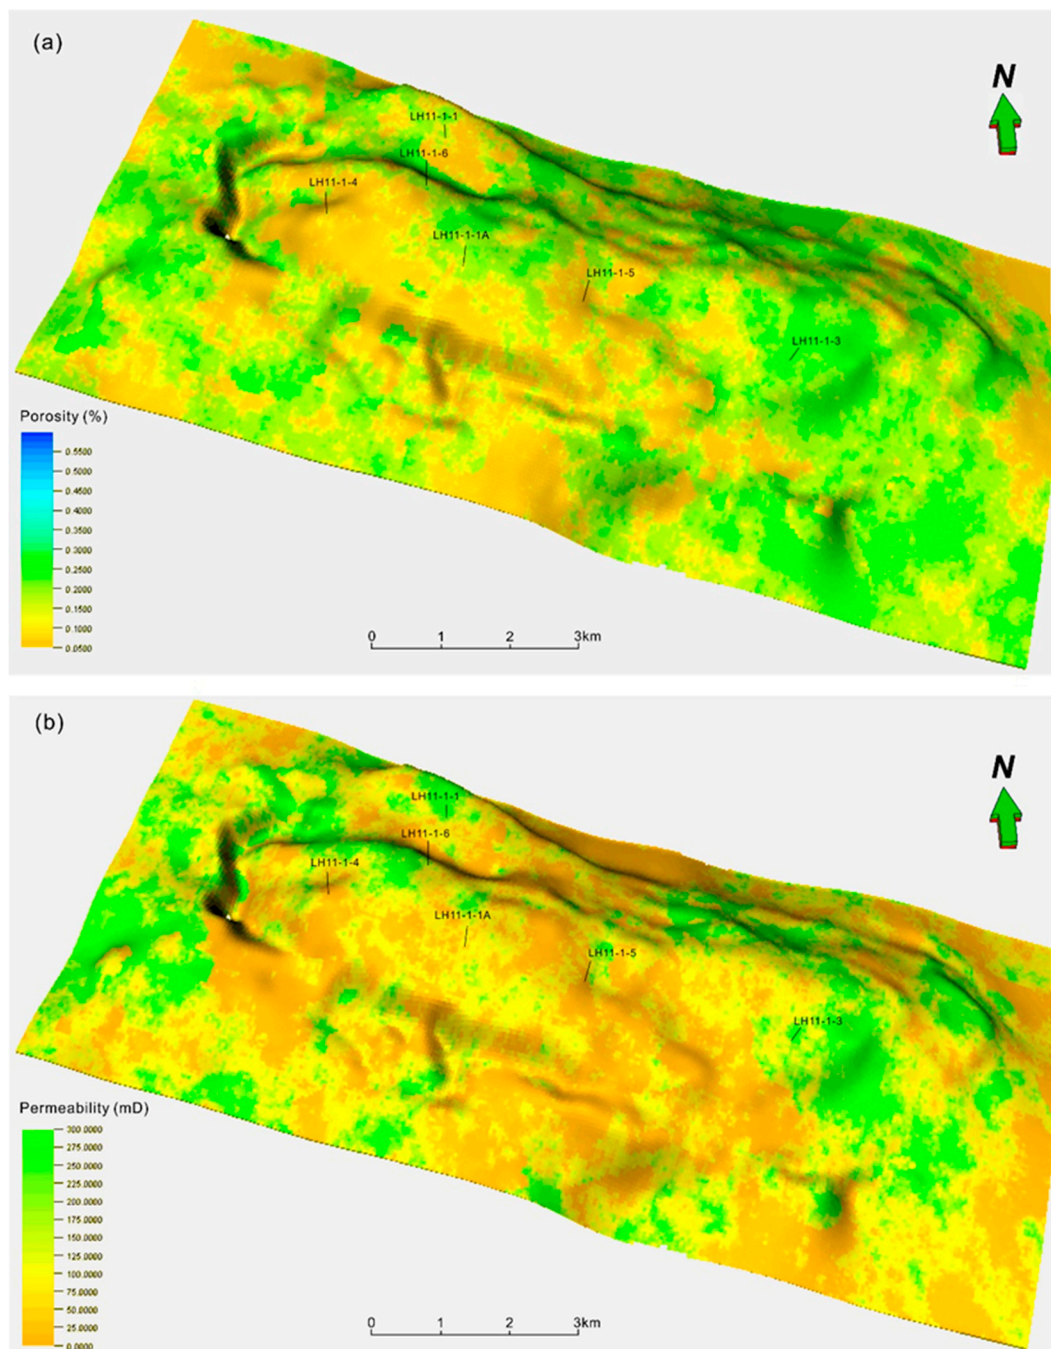 (a)
N
LH11-1-1
LH11-1-6
LH11-1-4
LH11-1-1A
LH11-1-5
LH11-1-3
Porosity (%)
0.5500
0.5000
0.4500
0.4000
0.3500
0.3000
0.2500
0.2000
0.1500
0.1000
0.0500
0 1 2 3km
(b)
N
LH11-1-1
LH11-1-6
LH11-1-4
LH11-1-1A
LH11-1-5
LH11-1-3
Permeability (mD)
300.0000
275.0000
250.0000
225.0000
200.0000
175.0000
150.0000
125.0000
100.0000
75.0000
50.0000
25.0000
0.0000
0 1 2 3km